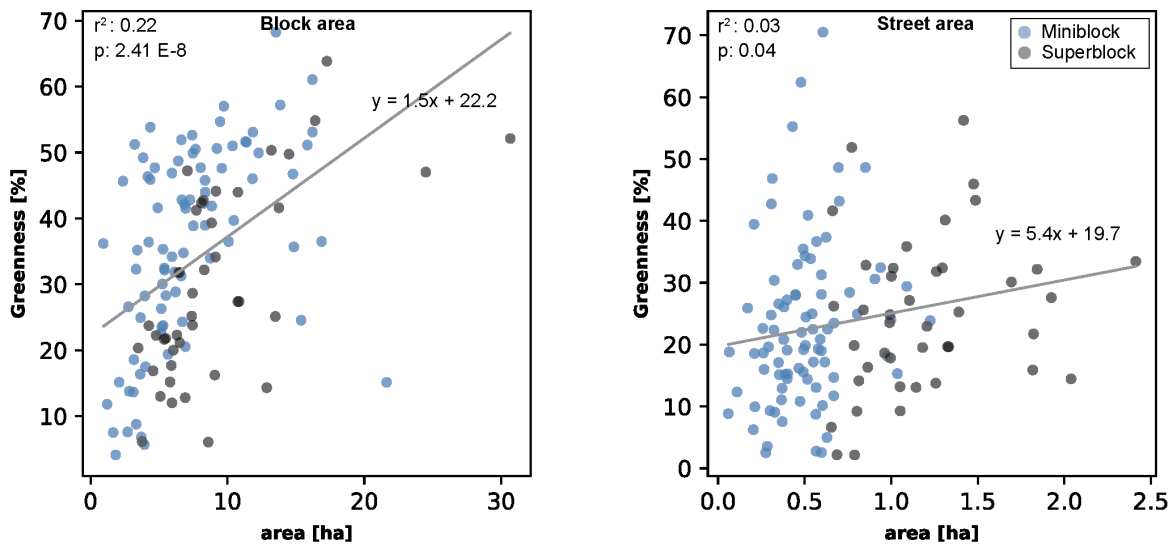 Block area
r²: 0.22
p: 2.41 E-8
y = 1.5x + 22.2
70
60
50
40
30
20
10
Greenness [%]
0 10 20 30
area [ha]
Street area
r²: 0.03
p: 0.04
Miniblock
Superblock
y = 5.4x + 19.7
70
60
50
40
30
20
10
0
Greenness [%]
0.0 0.5 1.0 1.5 2.0 2.5
area [ha]